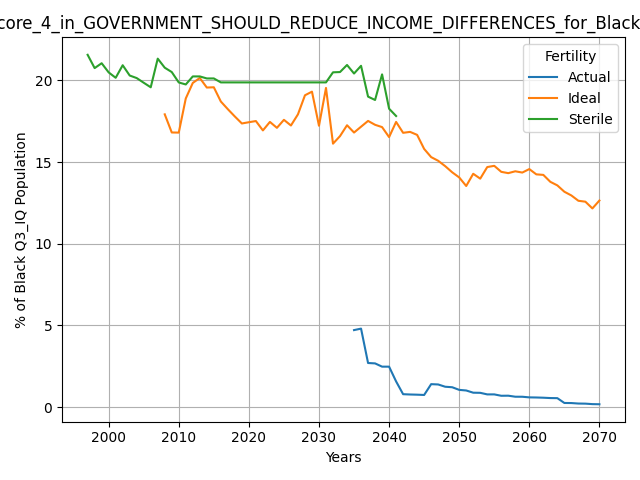 core_4_in_GOVERNMENT_SHOULD_REDUCE_INCOME_DIFFERENCES_for_Black
Fertility
Actual
Ideal
Sterile
% of Black Q3_IQ Population
20
15
10
5
0
2000 2010 2020 2030 2040 2050 2060 2070
Years